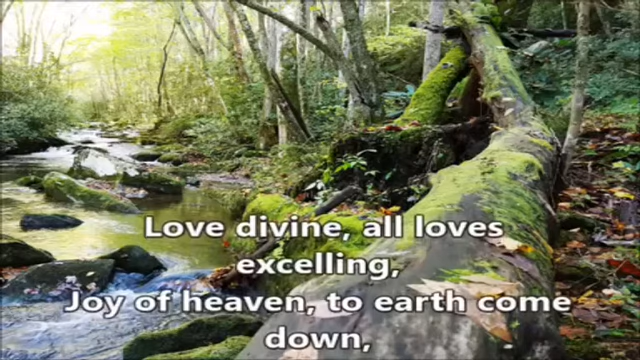 Love divine, all loves
excelling,
Joy of heaven, to earth come
down,